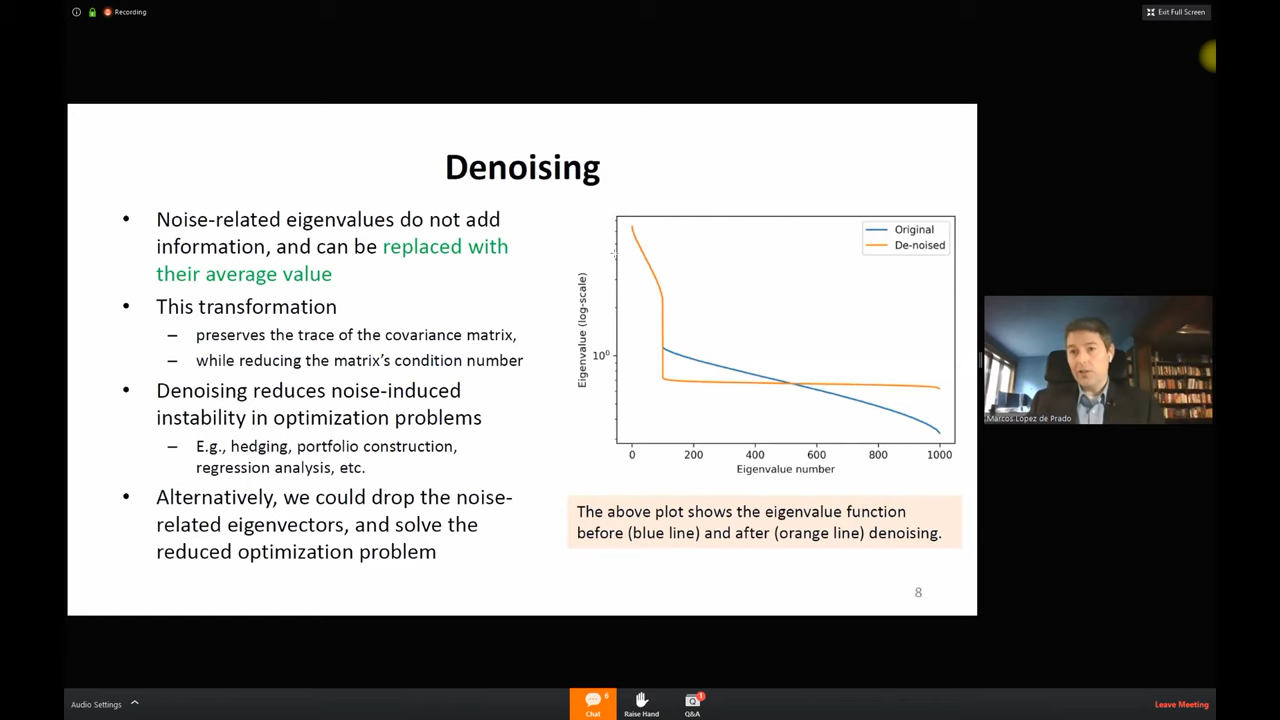 Recording
Exit Full Screen
Denoising
• Noise-related eigenvalues do not add
information, and can be replaced with
their average value
• This transformation
– preserves the trace of the covariance matrix,
– while reducing the matrix's condition number
• Denoising reduces noise-induced
instability in optimization problems
– E.g., hedging, portfolio construction,
regression analysis, etc.
• Alternatively, we could drop the noise-
related eigenvectors, and solve the
reduced optimization problem
Original
De-noised
Eigenvalue (log-scale)
10⁰
0 200 400 600 800 1000
Eigenvalue number
The above plot shows the eigenvalue function
before (blue line) and after (orange line) denoising.
8
Marcos Lopez de Prado
Audio Settings
6
Chat
Raise Hand
1
Q&A
Leave Meeting